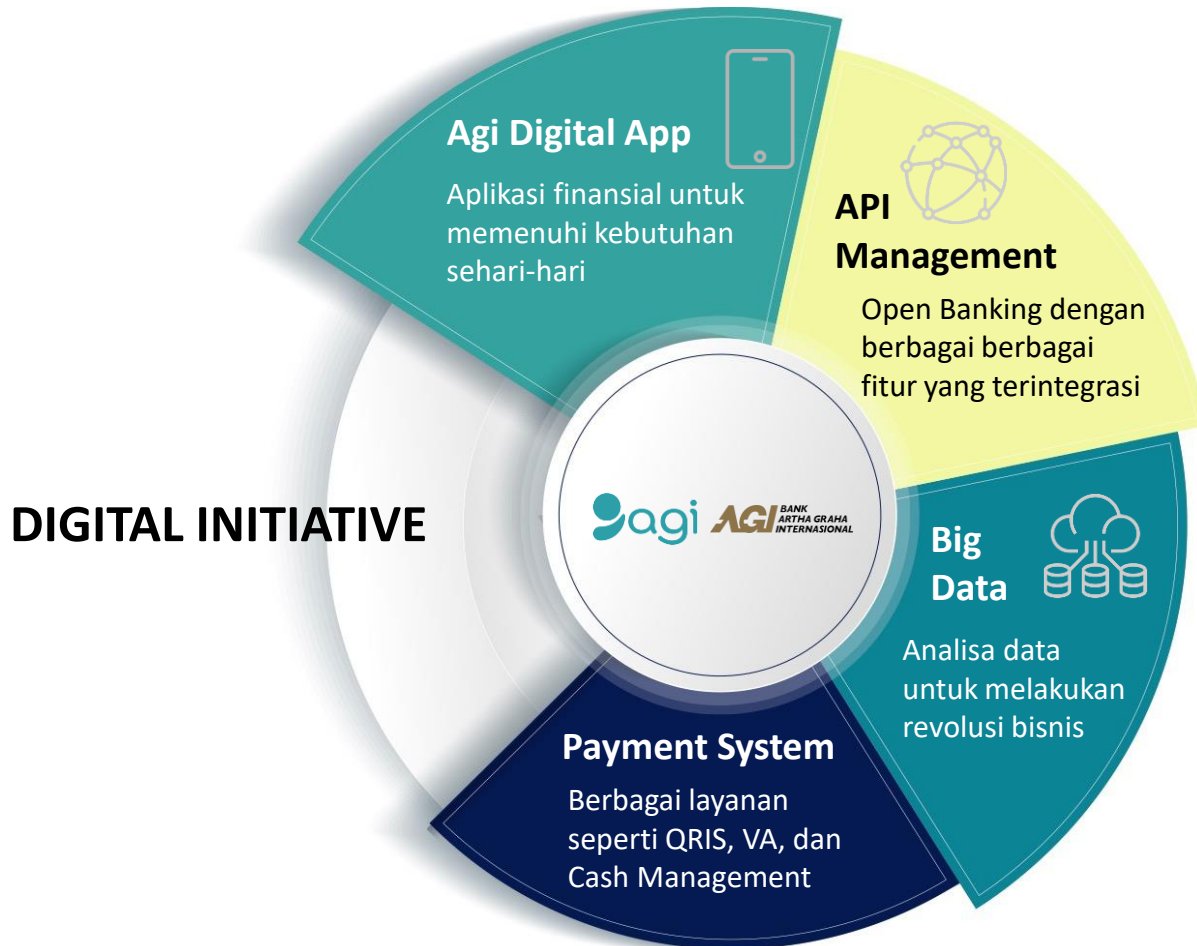 Agi Digital App
Aplikasi finansial untuk
memenuhi kebutuhan
sehari-hari
API
Management
Open Banking dengan
berbagai berbagai
fitur yang terintegrasi
DIGITAL INITIATIVE
agi
AGI
BANK
ARTHA GRAHA
INTERNASIONAL
Big
Data
Analisa data
untuk melakukan
revolusi bisnis
Payment System
Berbagai layanan
seperti QRIS, VA, dan
Cash Management